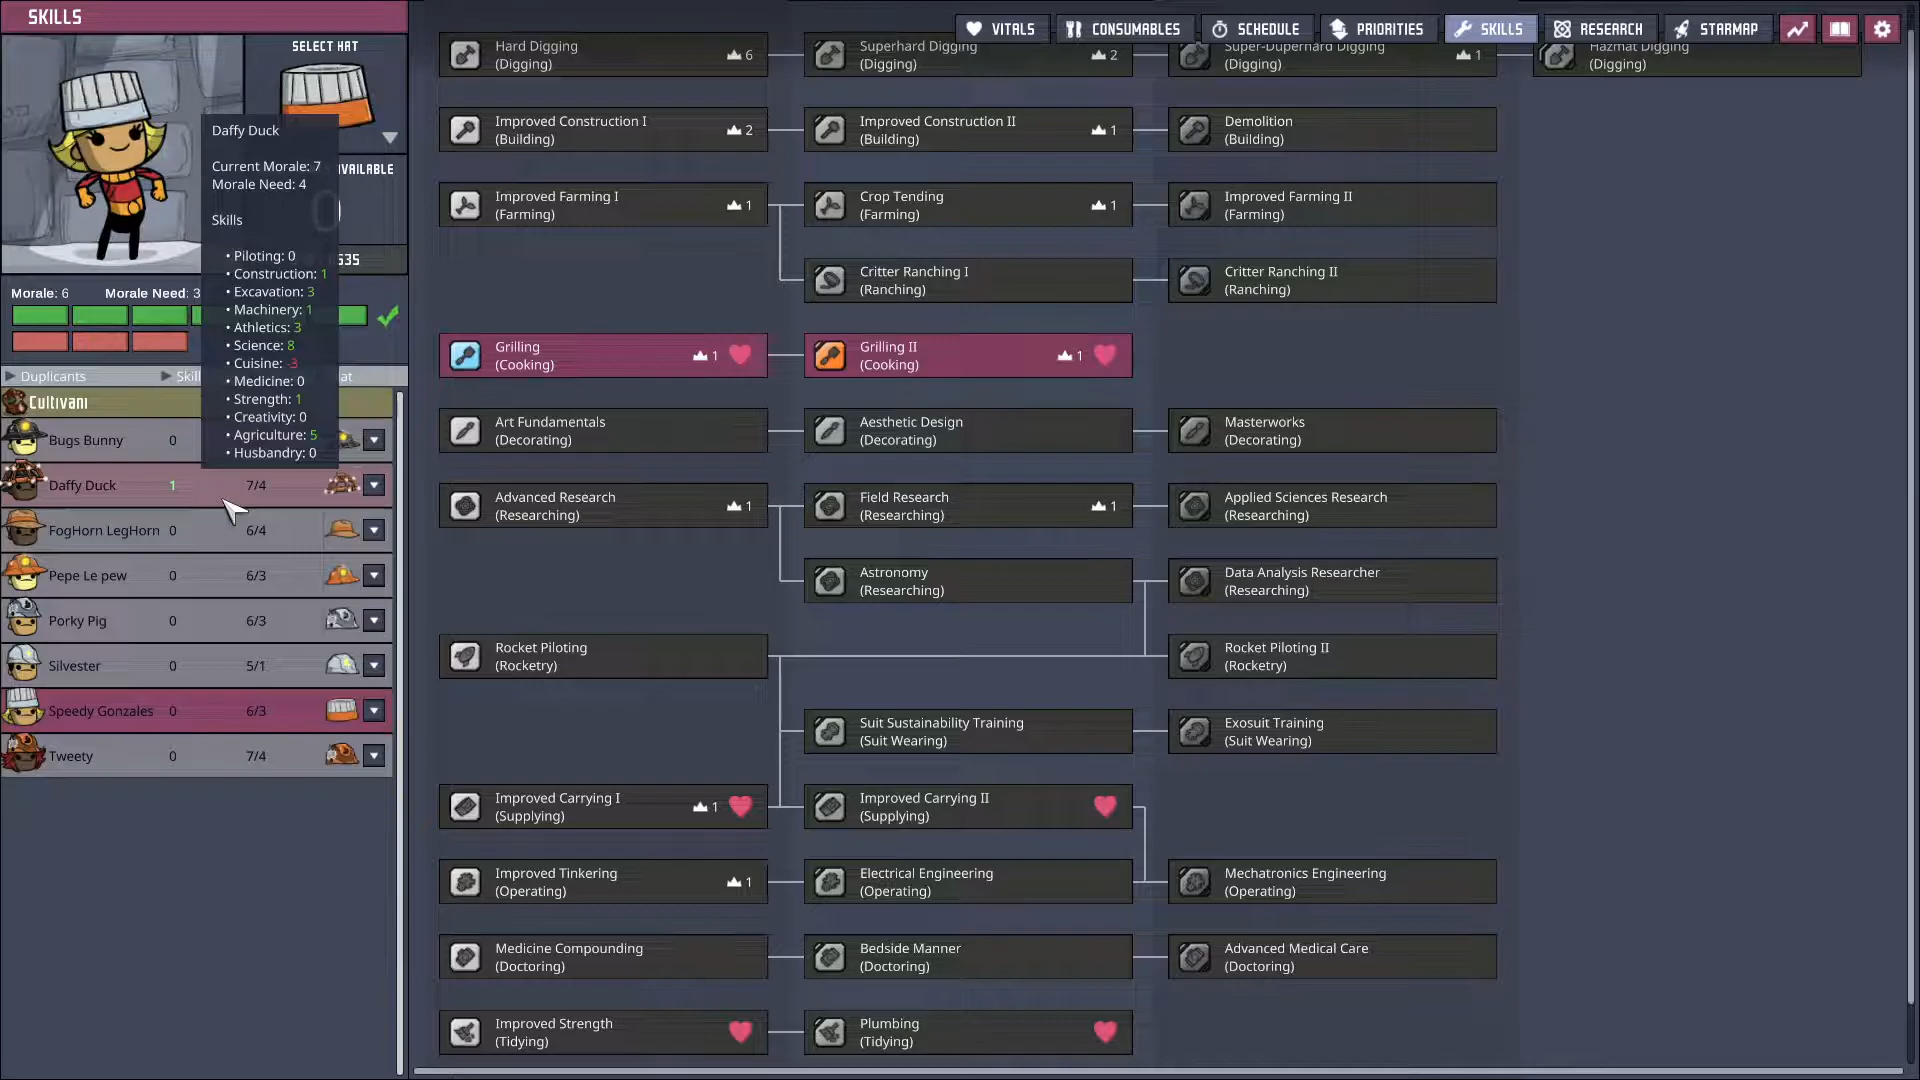 SKILLS
VITALS
CONSUMABLES
SCHEDULE
PRIORITIES
SKILLS
RESEARCH
STARMAP
SELECT HAT
Daffy Duck
Current Morale: 7
Morale Need: 4
Skills
• Piloting: 0
• Construction: 1
• Excavation: 3
• Machinery: 1
• Athletics: 3
• Science: 8
• Cuisine: -3
• Medicine: 0
• Strength: 1
• Creativity: 0
• Agriculture: 5
• Husbandry: 0
Morale: 6 Morale Need: 3
Duplicants
Cultivani
Bugs Bunny 0
Daffy Duck 1 7/4
FogHorn LegHorn 0 6/4
Pepe Le pew 0 6/3
Porky Pig 0 6/3
Silvester 0 5/1
Speedy Gonzales 0 6/3
Tweety 0 7/4
Hard Digging
(Digging)
6
Superhard Digging
(Digging)
2
Super-Duperhard Digging
(Digging)
1
Hazmat Digging
(Digging)
Improved Construction I
(Building)
2
Improved Construction II
(Building)
1
Demolition
(Building)
Improved Farming I
(Farming)
1
Crop Tending
(Farming)
1
Improved Farming II
(Farming)
Critter Ranching I
(Ranching)
Critter Ranching II
(Ranching)
Grilling
(Cooking)
1
Grilling II
(Cooking)
1
Art Fundamentals
(Decorating)
Aesthetic Design
(Decorating)
Masterworks
(Decorating)
Advanced Research
(Researching)
1
Field Research
(Researching)
1
Applied Sciences Research
(Researching)
Astronomy
(Researching)
Data Analysis Researcher
(Researching)
Rocket Piloting
(Rocketry)
Rocket Piloting II
(Rocketry)
Suit Sustainability Training
(Suit Wearing)
Exosuit Training
(Suit Wearing)
Improved Carrying I
(Supplying)
1
Improved Carrying II
(Supplying)
Improved Tinkering
(Operating)
1
Electrical Engineering
(Operating)
Mechatronics Engineering
(Operating)
Medicine Compounding
(Doctoring)
Bedside Manner
(Doctoring)
Advanced Medical Care
(Doctoring)
Improved Strength
(Tidying)
Plumbing
(Tidying)